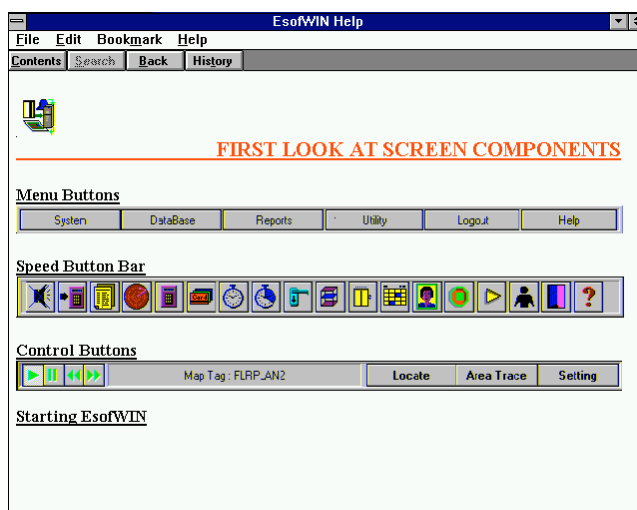 EsofWIN Help
File Edit Bookmark Help
Contents Search Back History
FIRST LOOK AT SCREEN COMPONENTS
Menu Buttons
System DataBase Reports Utility Logout Help
Speed Button Bar
Card ?
Control Buttons
Map Tag : FLRP_AN2 Locate Area Trace Setting
Starting EsofWIN